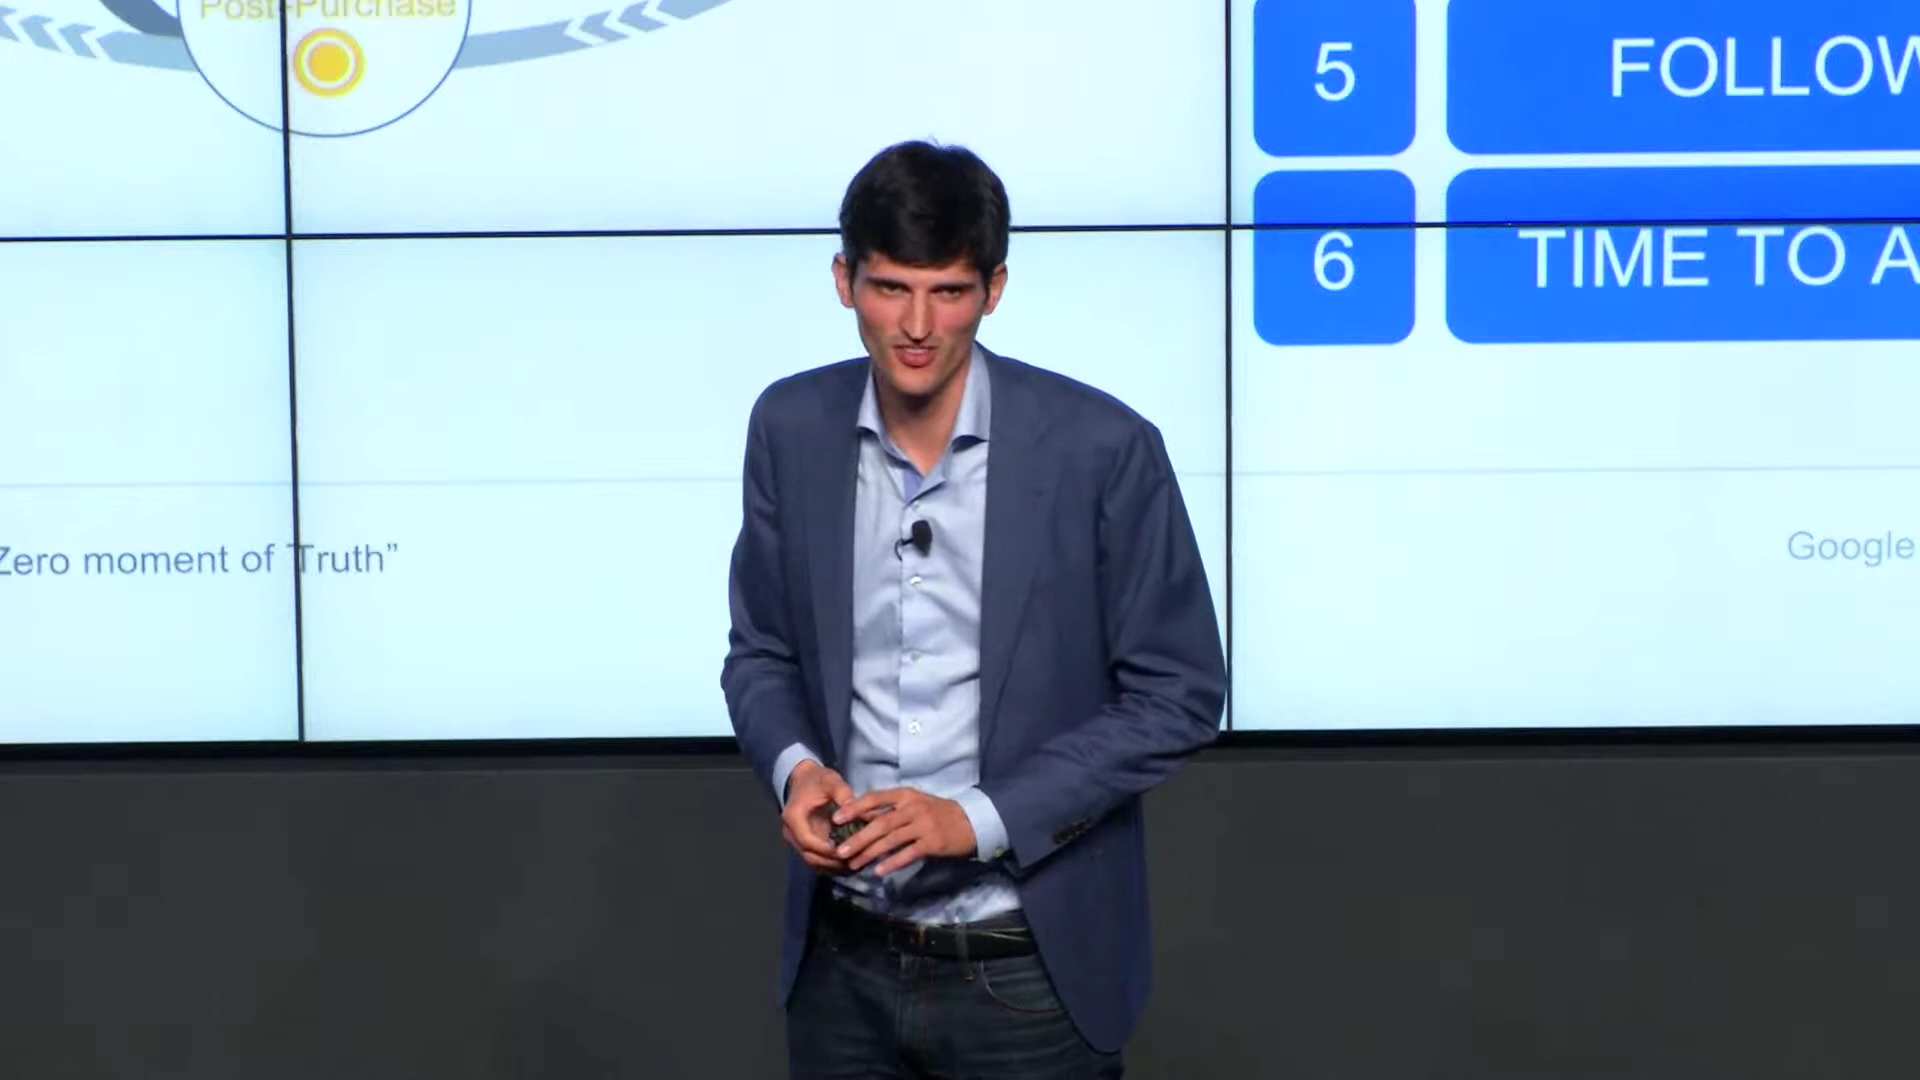 Post-Purchase
5
FOLLOW
6
TIME TO A
Zero moment of Truth”
Google